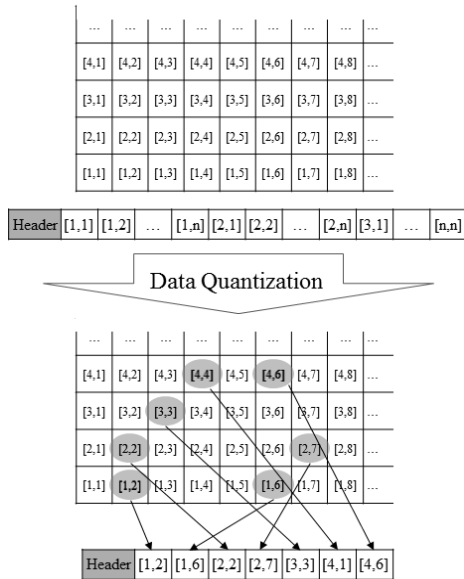 ... ... ... ... ... ... ... ...
[4,1] [4,2] [4,3] [4,4] [4,5] [4,6] [4,7] [4,8] ...
[3,1] [3,2] [3,3] [3,4] [3,5] [3,6] [3,7] [3,8] ...
[2,1] [2,2] [2,3] [2,4] [2,5] [2,6] [2,7] [2,8] ...
[1,1] [1,2] [1,3] [1,4] [1,5] [1,6] [1,7] [1,8] ...
Header [1,1] [1,2] ... [1,n] [2,1] [2,2] ... [2,n] [3,1] ... [n,n]
Data Quantization
... ... ... ... ... ... ... ...
[4,1] [4,2] [4,3] [4,4] [4,5] [4,6] [4,7] [4,8] ...
[3,1] [3,2] [3,3] [3,4] [3,5] [3,6] [3,7] [3,8] ...
[2,1] [2,2] [2,3] [2,4] [2,5] [2,6] [2,7] [2,8] ...
[1,1] [1,2] [1,3] [1,4] [1,5] [1,6] [1,7] [1,8] ...
Header [1,2] [1,6] [2,2] [2,7] [3,3] [4,1] [4,6]